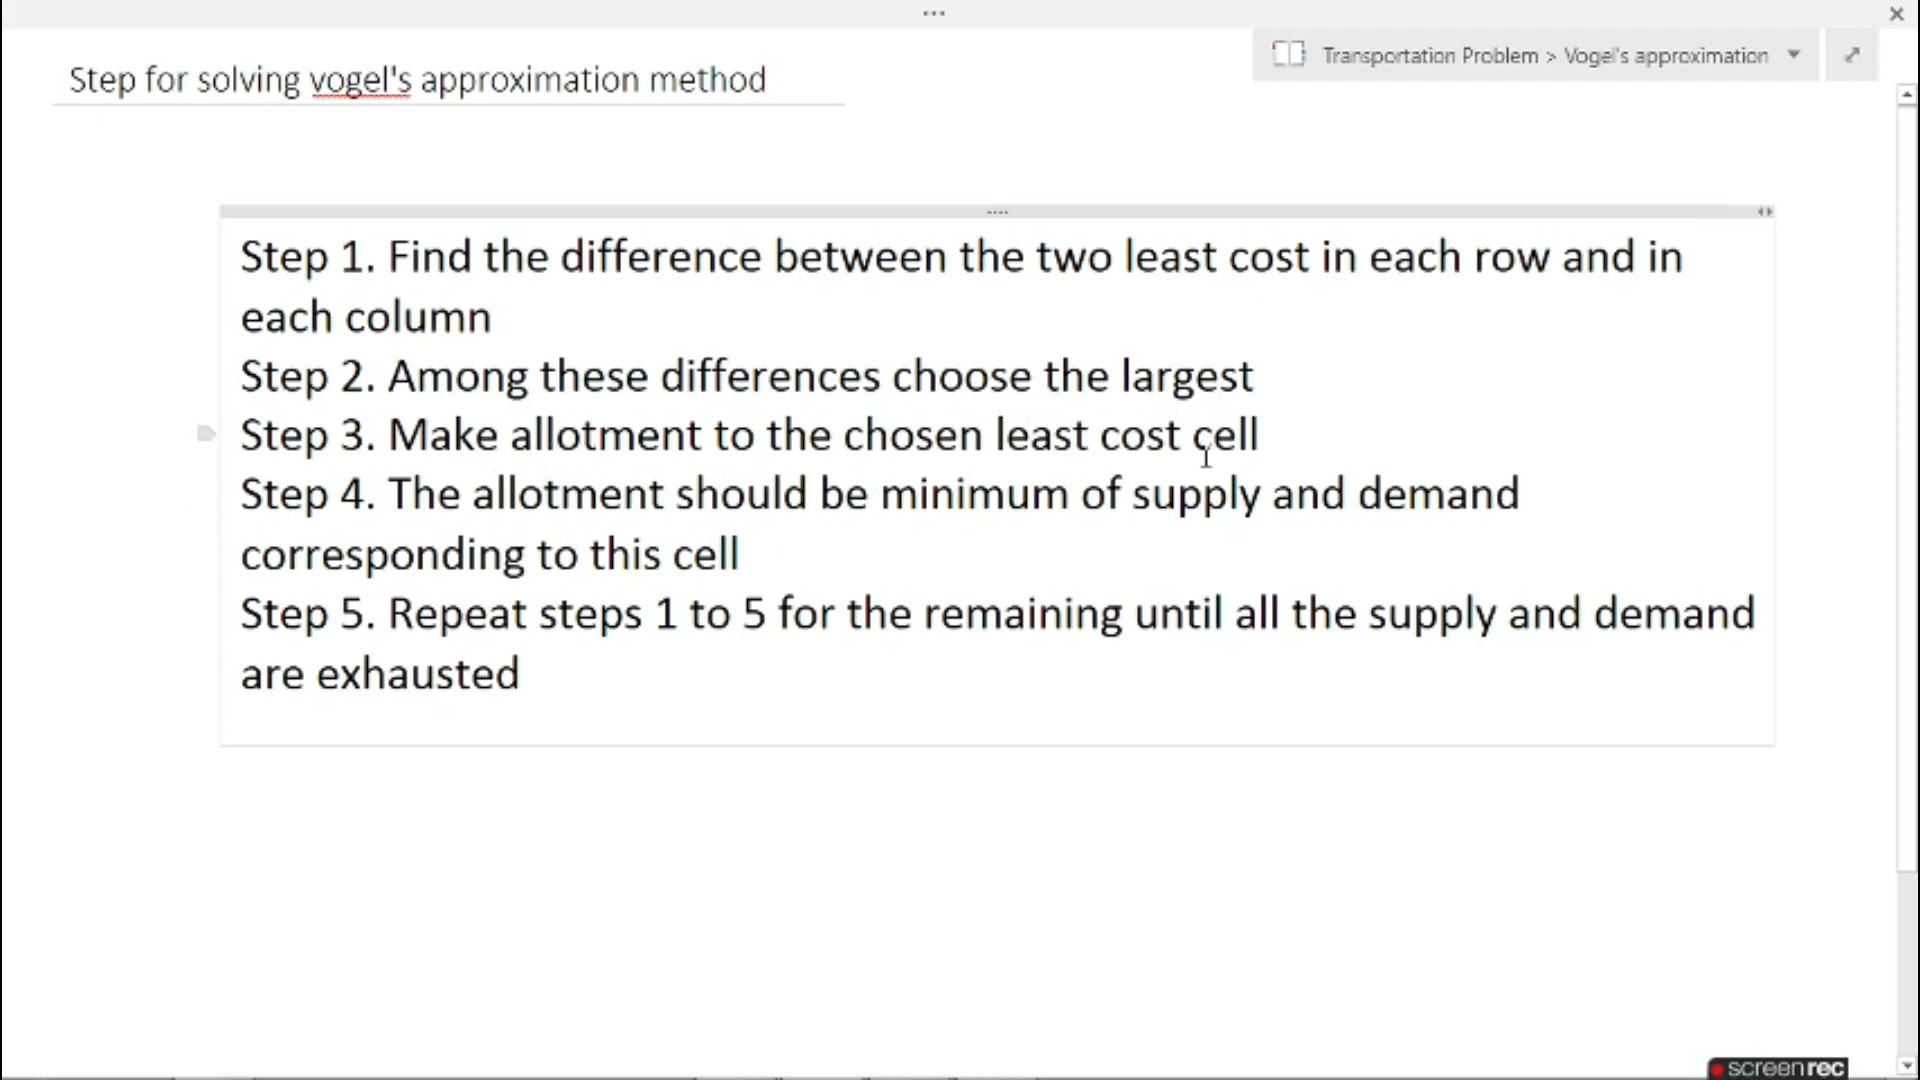 Transportation Problem > Vogel's approximation
Step for solving vogel's approximation method
Step 1. Find the difference between the two least cost in each row and in
each column
Step 2. Among these differences choose the largest
Step 3. Make allotment to the chosen least cost cell
Step 4. The allotment should be minimum of supply and demand
corresponding to this cell
Step 5. Repeat steps 1 to 5 for the remaining until all the supply and demand
are exhausted
screenrec